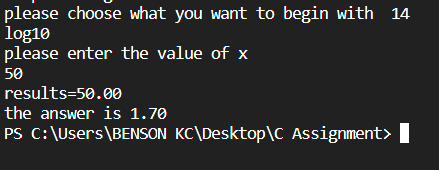 please choose what you want to begin with  14
log10
please enter the value of x
50
results=50.00
the answer is 1.70
PS C:\Users\BENSON KC\Desktop\C Assignment>